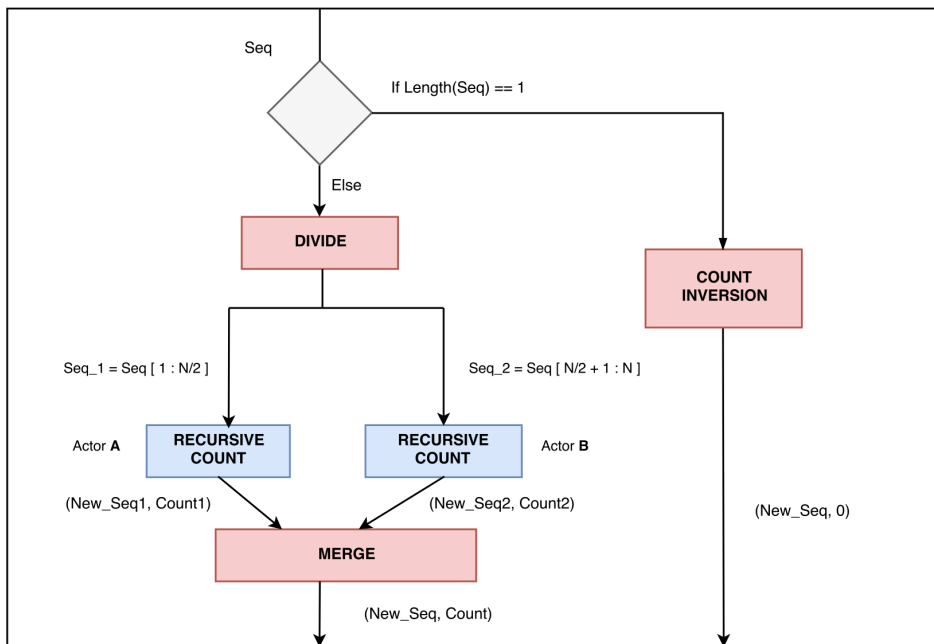 Seq
If Length(Seq) == 1
Else
DIVIDE
COUNT
INVERSION
Seq_1 = Seq [ 1 : N/2 ]
Seq_2 = Seq [ N/2 + 1 : N ]
Actor A
RECURSIVE
COUNT
RECURSIVE
COUNT
Actor B
(New_Seq1, Count1)
(New_Seq2, Count2)
(New_Seq, 0)
MERGE
(New_Seq, Count)